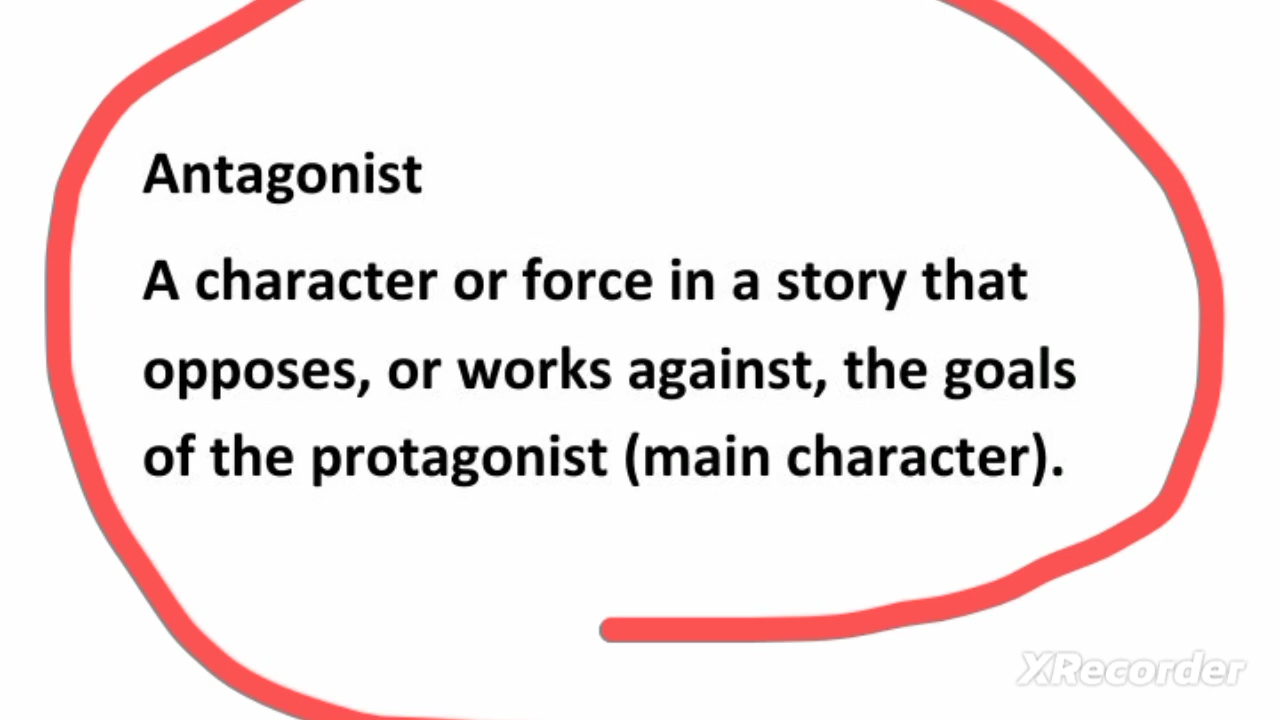 Antagonist
A character or force in a story that
opposes, or works against, the goals
of the protagonist (main character).
XRecorder